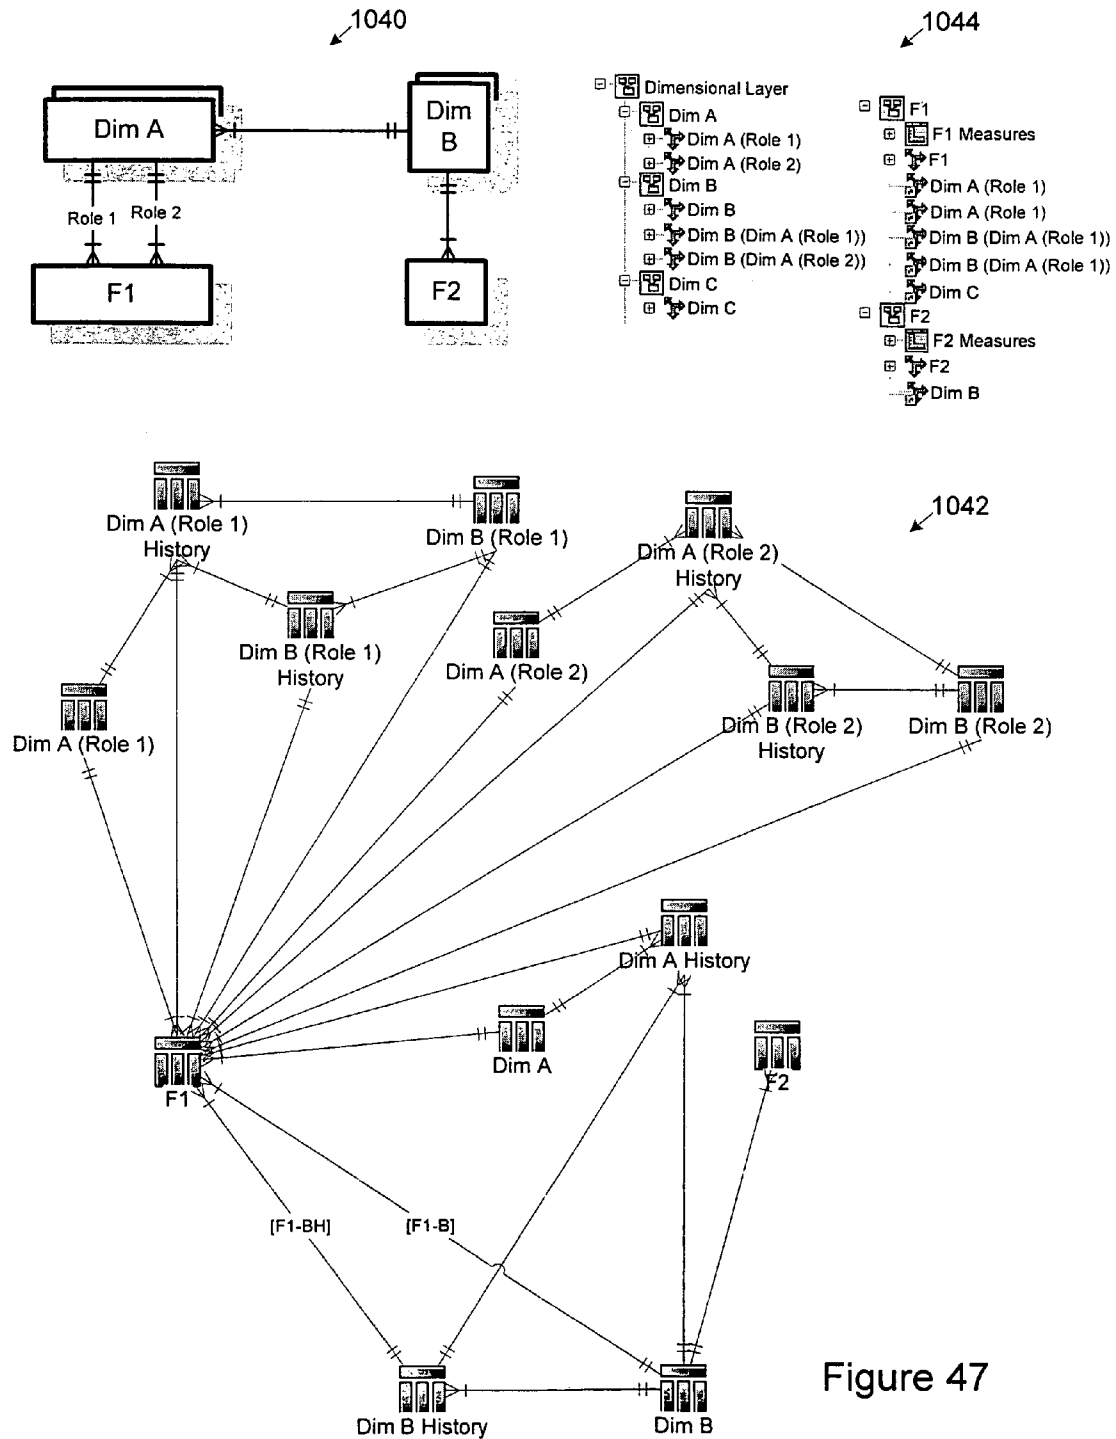 1040
Dim A
Dim
B
Role 1
Role 2
F1
F2
1044
Dimensional Layer
Dim A
Dim A (Role 1)
Dim A (Role 2)
Dim B
Dim B
Dim B (Dim A (Role 1))
Dim B (Dim A (Role 2))
Dim C
Dim C
F1
F1 Measures
F1
Dim A (Role 1)
Dim A (Role 1)
Dim B (Dim A (Role 1))
Dim B (Dim A (Role 1))
Dim C
F2
F2 Measures
F2
Dim B
1042
Dim A (Role 1)
History
Dim B (Role 1)
Dim A (Role 2)
History
Dim B (Role 1)
History
Dim A (Role 2)
Dim A (Role 1)
Dim B (Role 2)
History
Dim B (Role 2)
Dim A History
Dim A
F2
F1
[F1-BH]
[F1-B]
Dim B History
Dim B
Figure 47